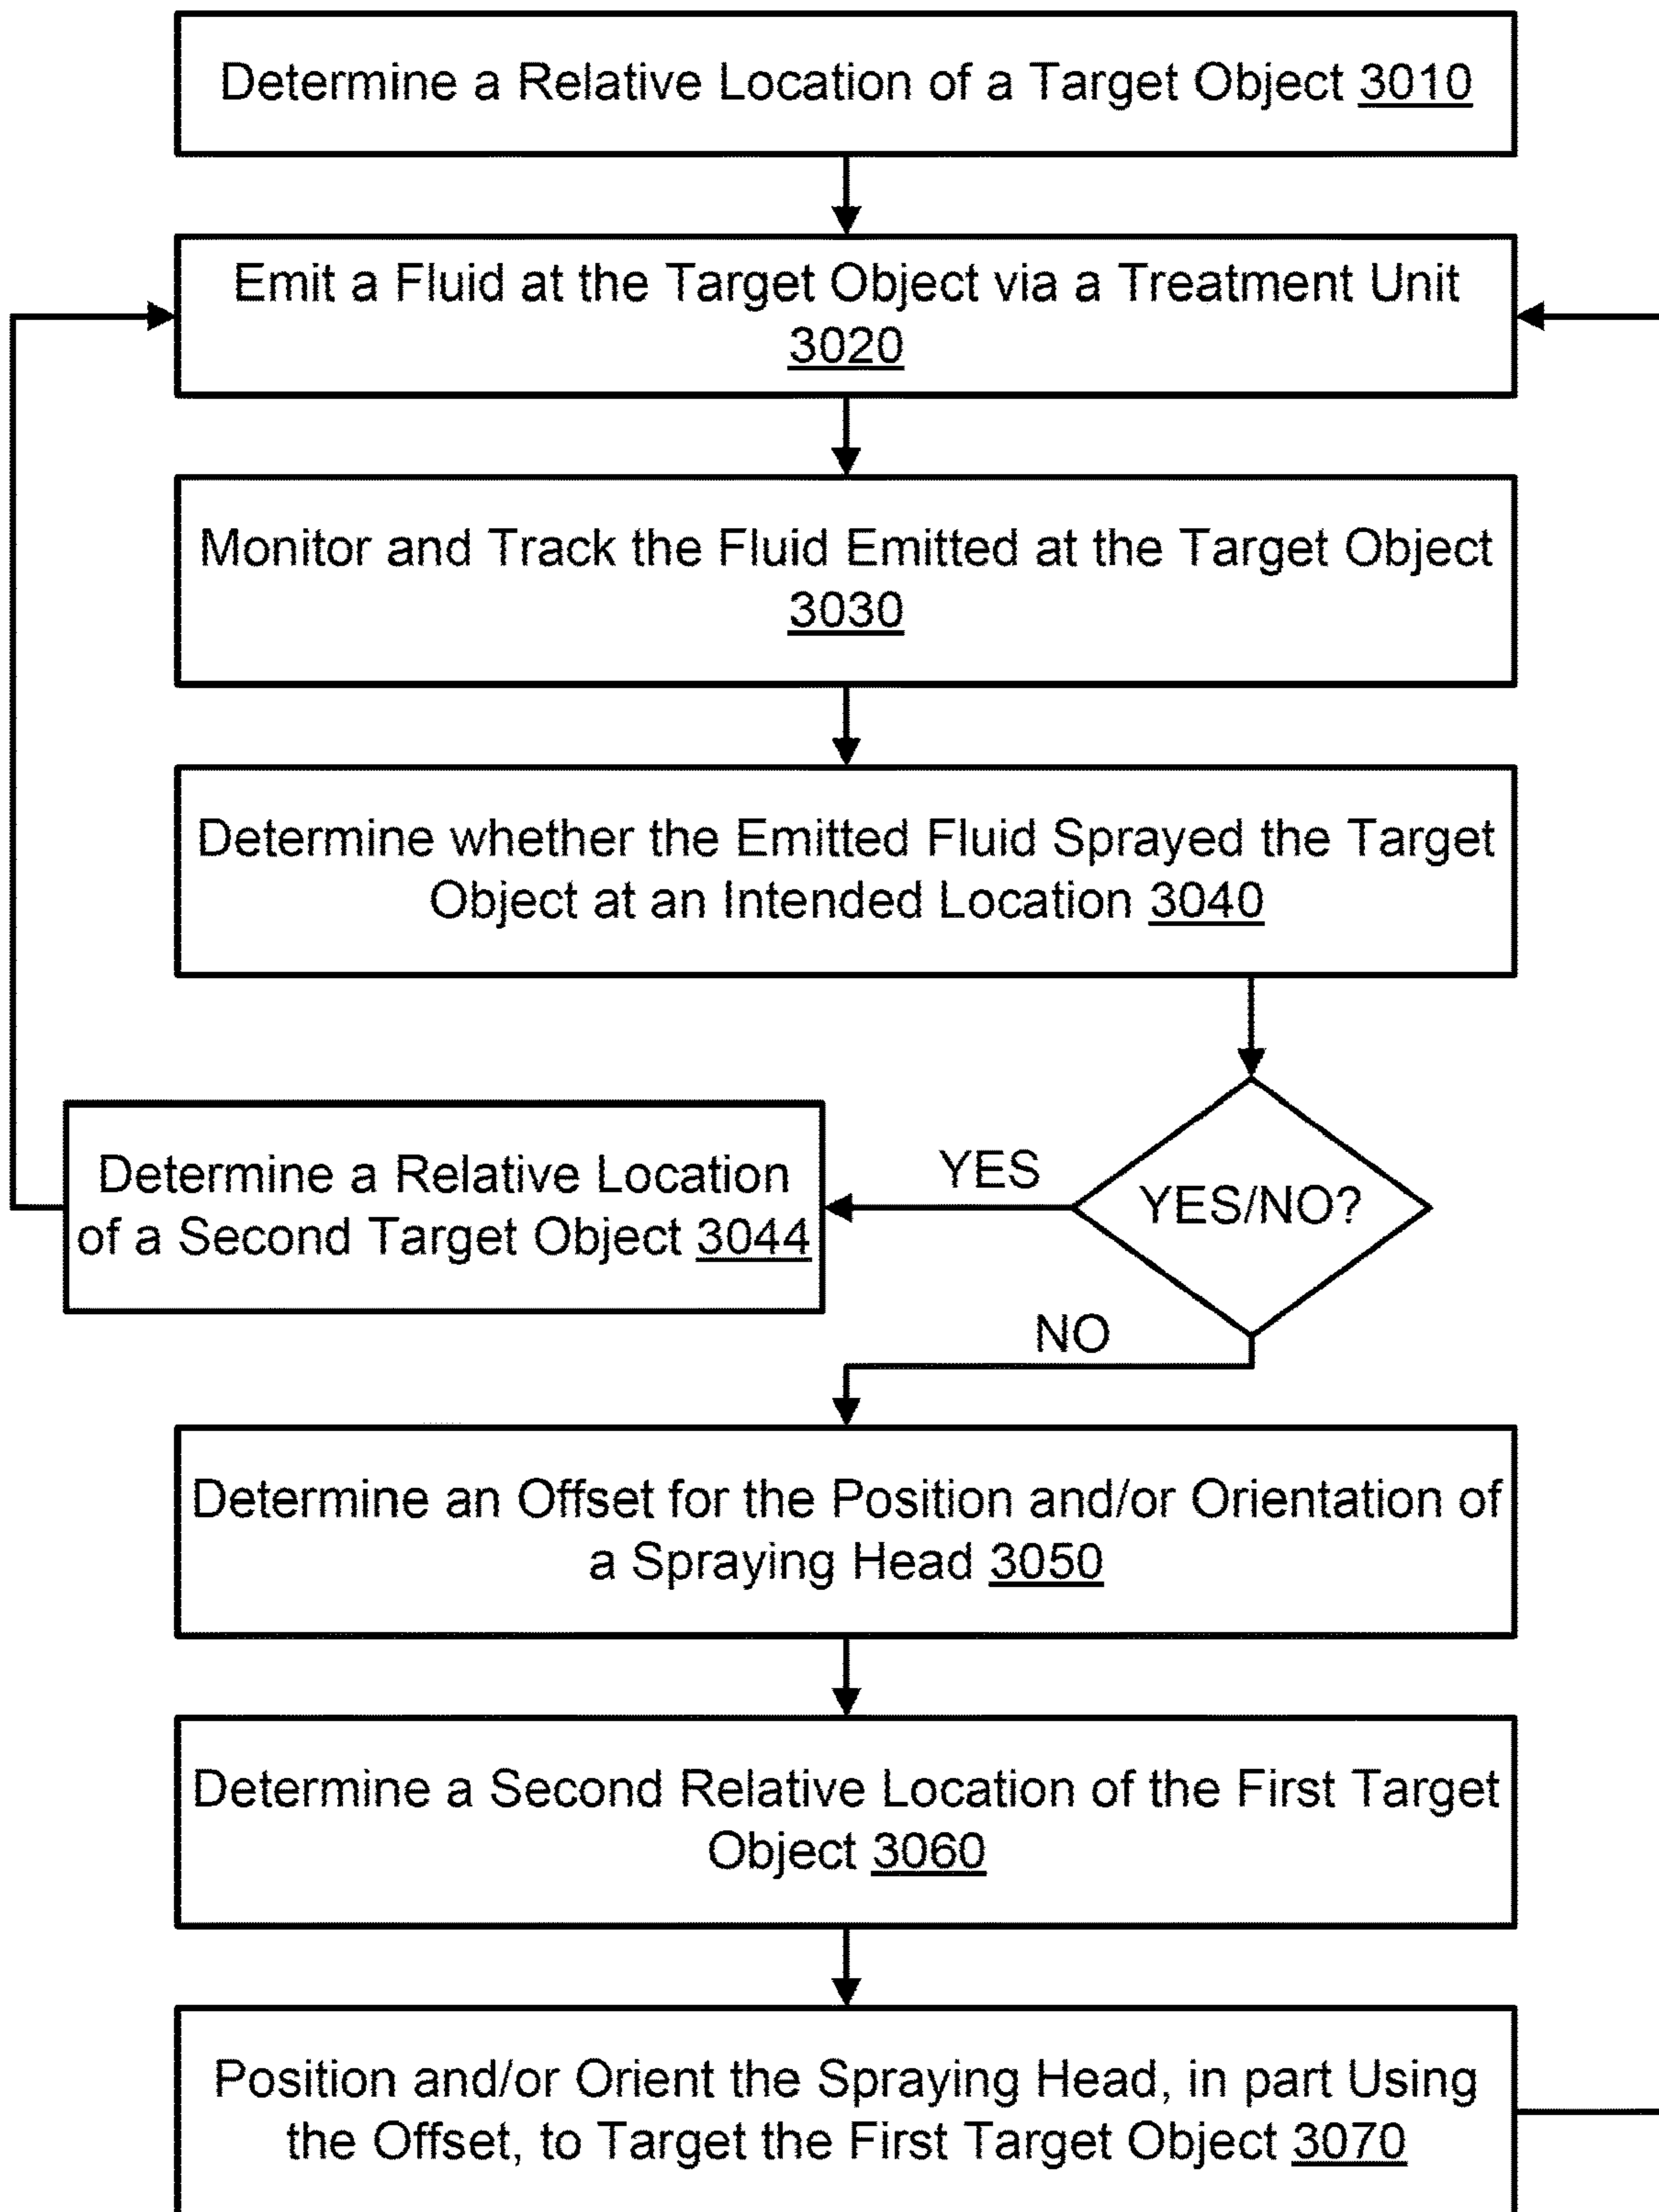 Determine a Relative Location of a Target Object 3010
Emit a Fluid at the Target Object via a Treatment Unit
3020
Monitor and Track the Fluid Emitted at the Target Object
3030
Determine whether the Emitted Fluid Sprayed the Target
Object at an Intended Location 3040
YES/NO?
YES
Determine a Relative Location
of a Second Target Object 3044
NO
Determine an Offset for the Position and/or Orientation of
a Spraying Head 3050
Determine a Second Relative Location of the First Target
Object 3060
Position and/or Orient the Spraying Head, in part Using
the Offset, to Target the First Target Object 3070